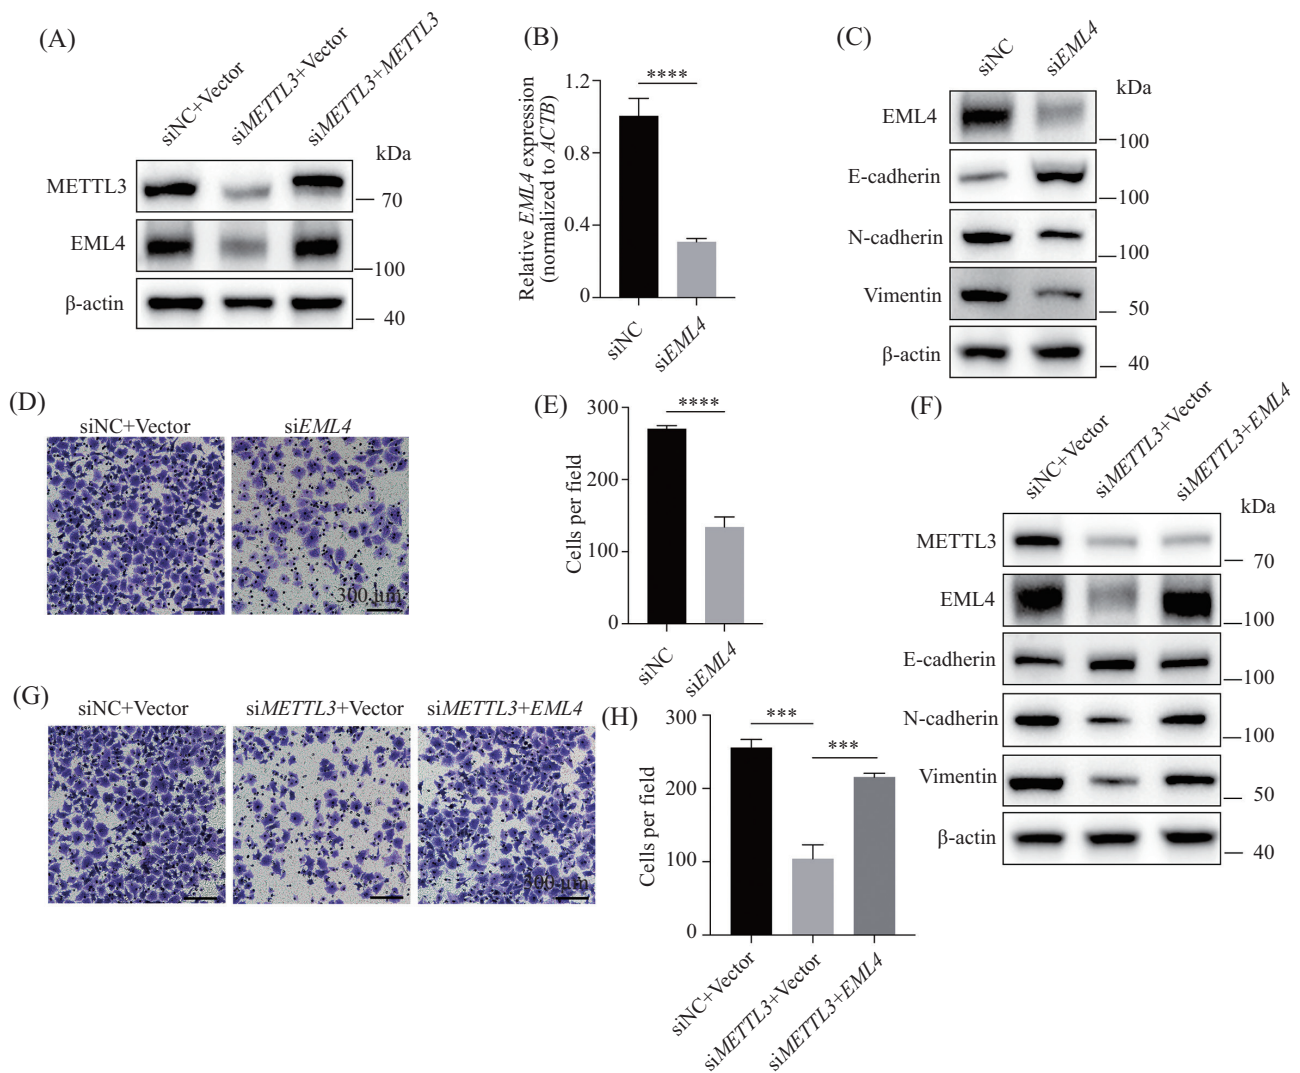 (A)
siNC+Vector
siMETTL3+Vector
siMETTL3+METTL3
kDa
METTL3
70
EML4
100
β-actin
40
(B)
****
Relative EML4 expression
(normalized to ACTB)
1.2
0.8
0.4
0
siNC
siEML4
(C)
siNC
siEML4
kDa
EML4
100
E-cadherin
100
N-cadherin
100
Vimentin
50
β-actin
40
(D)
siNC+Vector
siEML4
300 μm
(E)
****
Cells per field
300
200
100
0
siNC
siEML4
(F)
siNC+Vector
siMETTL3+Vector
siMETTL3+EML4
kDa
METTL3
70
EML4
100
E-cadherin
100
N-cadherin
100
Vimentin
50
β-actin
40
(G)
siNC+Vector
siMETTL3+Vector
siMETTL3+EML4
300 μm
(H)
***
***
Cells per field
300
200
100
0
siNC+Vector
siMETTL3+Vector
siMETTL3+EML4